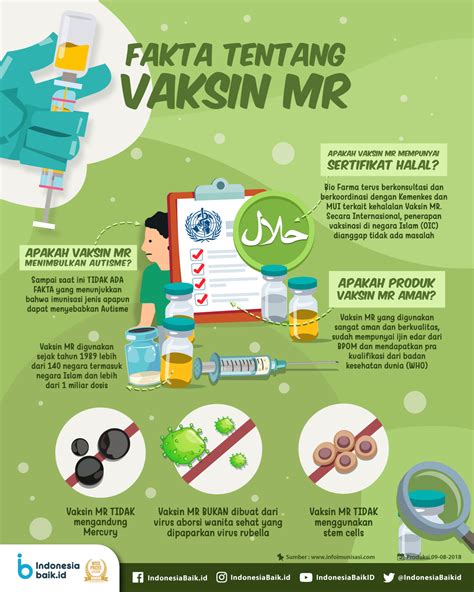 FAKTA TENTANG
VAKSIN MR
APAKAH VAKSIN MR MEMPUNYAI
SERTIFIKAT HALAL?
Bio Farma terus berkonsultasi dan
berkoordinasi dengan Kemenkes dan
MUI terkait kehalalan Vaksin MR.
Secara Internasional, penerapan
vaksinasi di negara Islam (OIC)
dianggap tidak ada masalah
حلال
APAKAH VAKSIN MR
MENIMBULKAN AUTISME?
Sampai saat ini TIDAK ADA
FAKTA yang menunjukkan
bahwa imunisasi jenis apapun
dapat menyebabkan Autisme
APAKAH PRODUK
VAKSIN MR AMAN?
Vaksin MR yang digunakan
sangat aman dan berkualitas,
sudah mempunyai ijin edar dari
BPOM dan mendapatkan pra
kualifikasi dari badan
kesehatan dunia (WHO)
Vaksin MR digunakan
sejak tahun 1989 lebih
dari 140 negara termasuk
negara Islam dan lebih
dari 1 miliar dosis
Vaksin MR TIDAK
mengandung
Mercury
Vaksin MR BUKAN dibuat dari
virus aborsi wanita sehat yang
dipaparkan virus rubella
Vaksin MR TIDAK
menggunakan
stem cells
Sumber : www.infoimunisasi.com
Produksi 09-08-2018
Indonesia
baik.id
IndonesiaBaik.id
IndonesiaBaik.id
IndonesiaBaikID
@IndonesiaBaikid